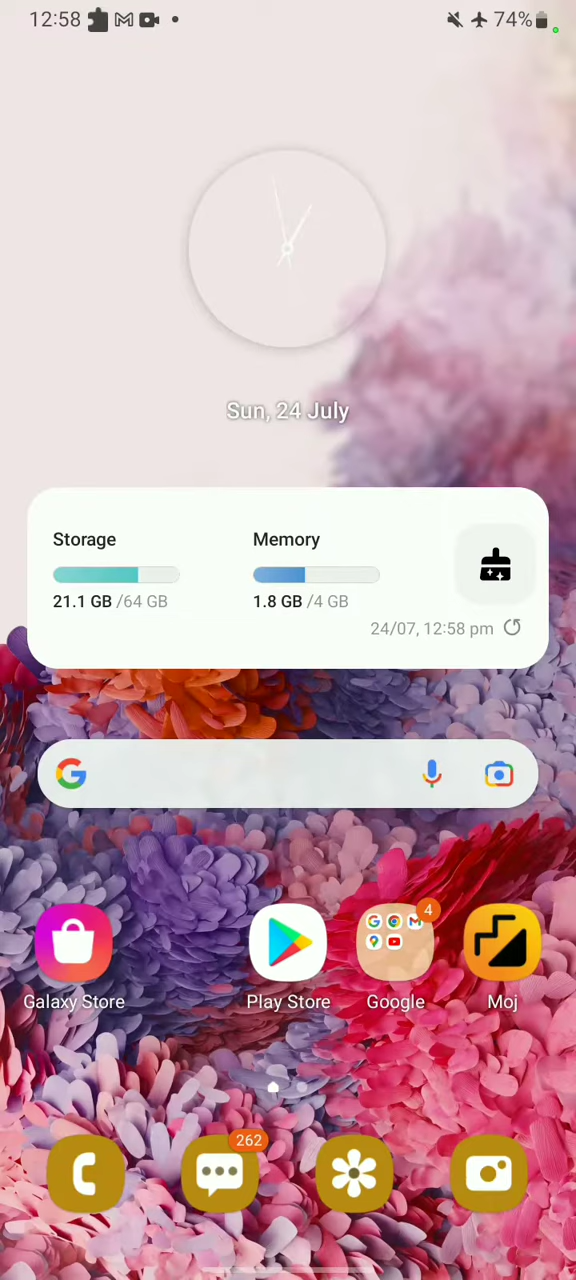 12:58 74%
Sun, 24 July
Storage Memory
21.1 GB /64 GB 1.8 GB /4 GB
24/07, 12:58 pm
4
Galaxy Store Play Store Google Moj
262